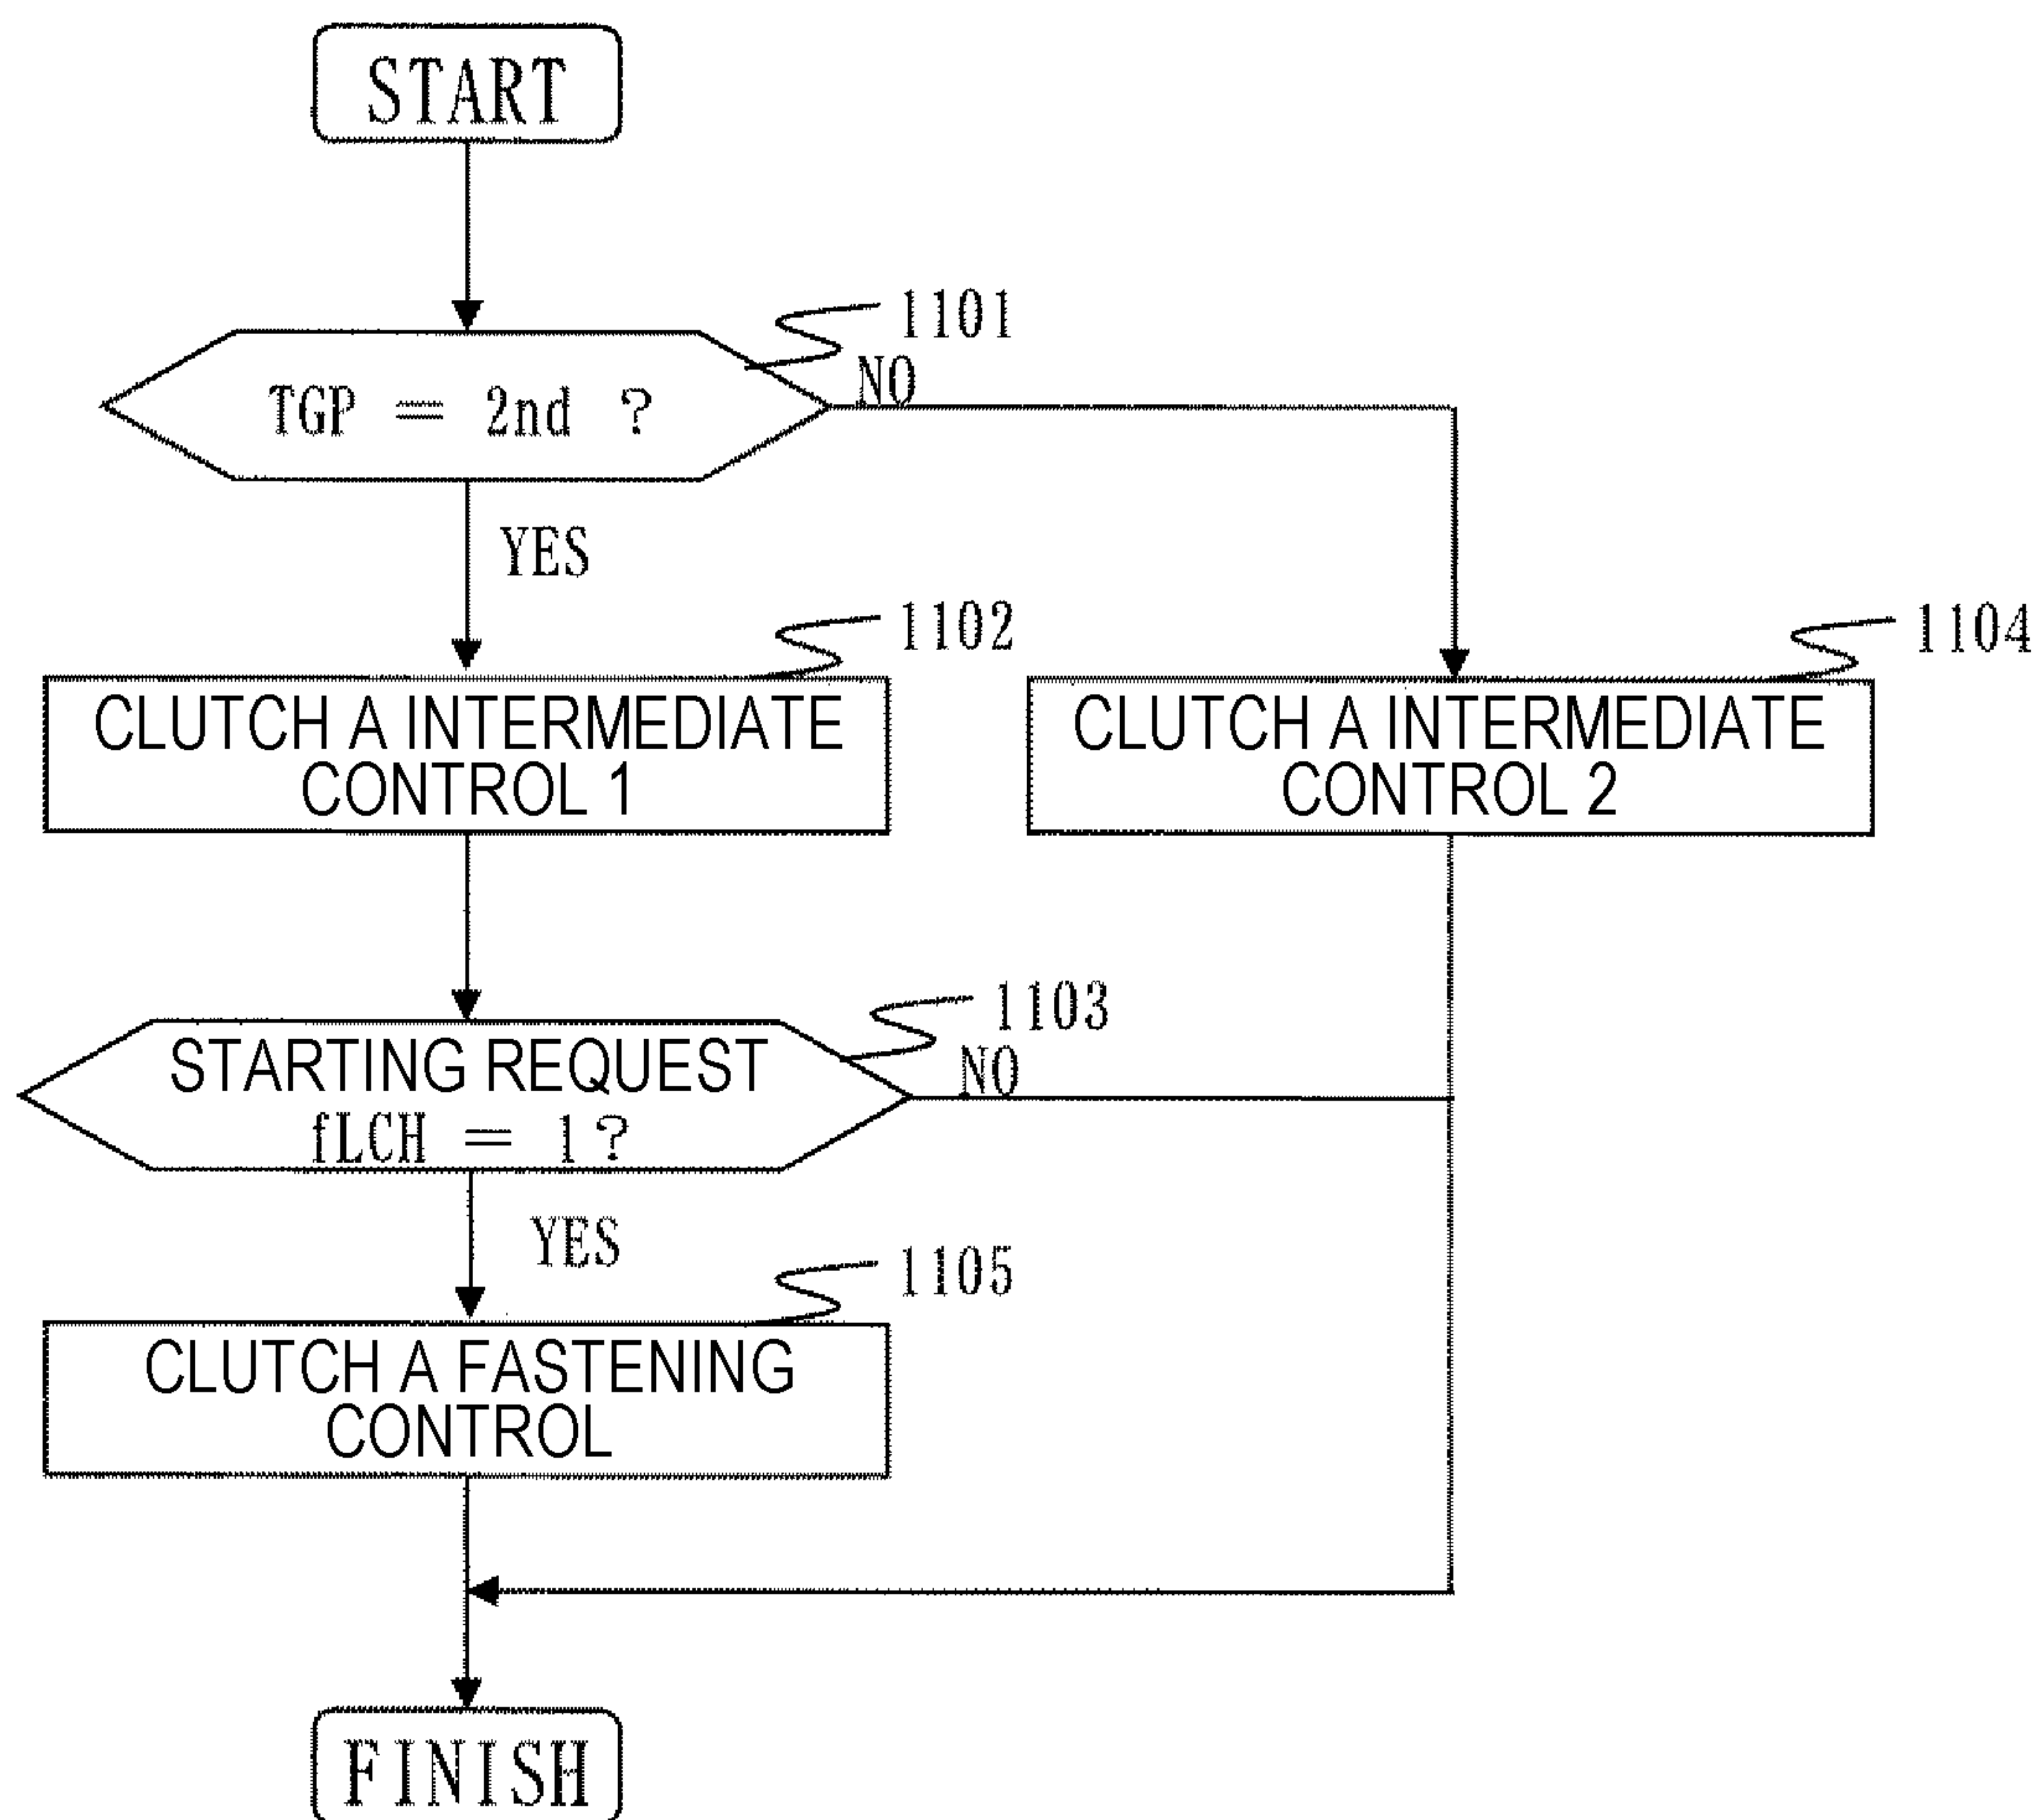 START
1101
NO
TGP = 2nd ?
YES
1102
CLUTCH A INTERMEDIATE
CONTROL 1
1104
CLUTCH A INTERMEDIATE
CONTROL 2
1103
NO
STARTING REQUEST
fLCH = 1?
YES
1105
CLUTCH A FASTENING
CONTROL
FINISH